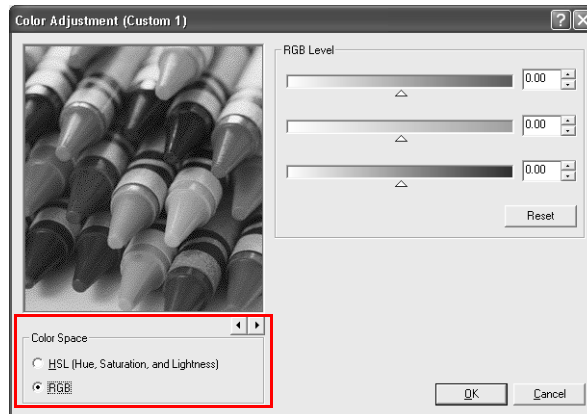 Color Adjustment (Custom 1)
RGB Level
0.00
0.00
0.00
Reset
Color Space
HSL (Hue, Saturation, and Lightness)
RGB
OK
Cancel